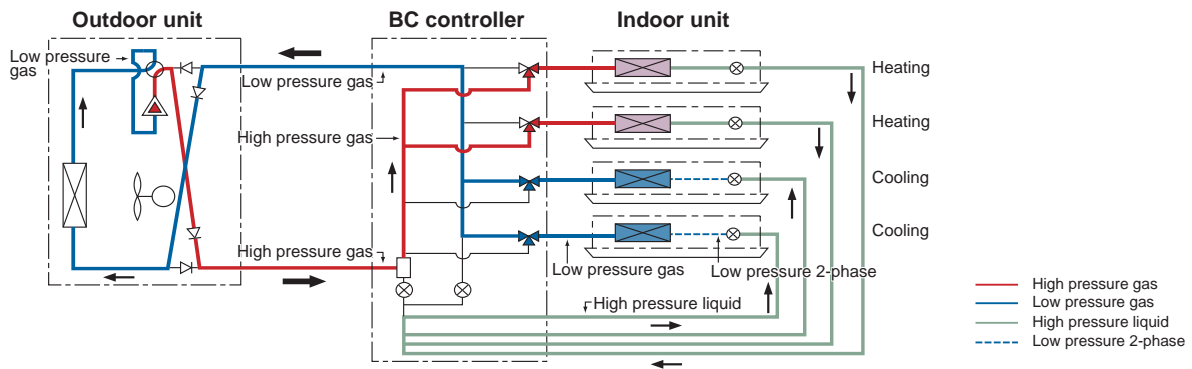 Outdoor unit
BC controller
Indoor unit
Low pressure
gas
Low pressure gas
High pressure gas
High pressure gas
Heating
Heating
Cooling
Cooling
Low pressure gas
Low pressure 2-phase
High pressure liquid
High pressure gas
Low pressure gas
High pressure liquid
Low pressure 2-phase